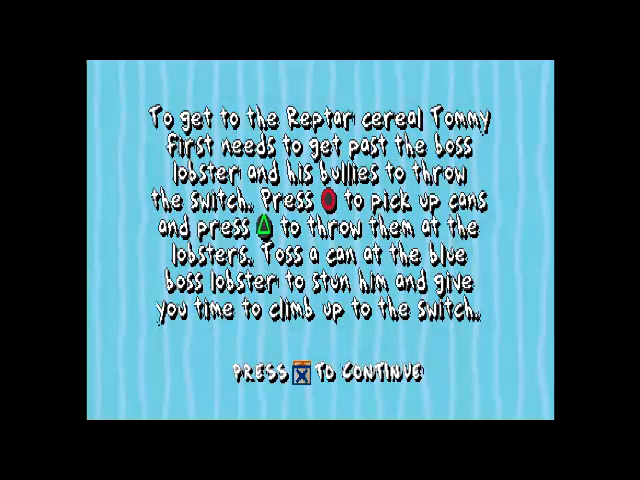 To get to the Reptar cereal Tommy
first needs to get past the boss
lobster and his bullies to throw
the switch. Press O to pick up cans
and press △ to throw them at the
lobsters. Toss a can at the blue
boss lobster to stun him and give
you time to climb up to the switch.
PRESS X TO CONTINUE